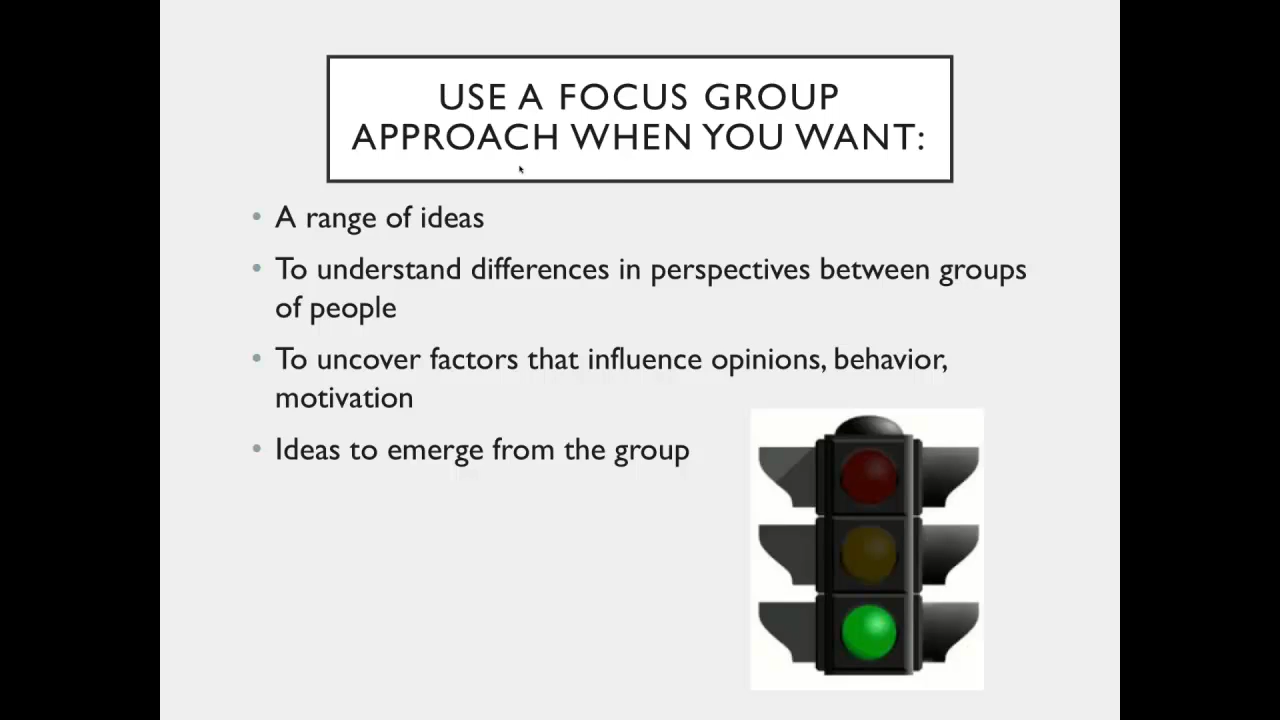 USE A FOCUS GROUP
APPROACH WHEN YOU WANT:
• A range of ideas
• To understand differences in perspectives between groups
of people
• To uncover factors that influence opinions, behavior,
motivation
• Ideas to emerge from the group